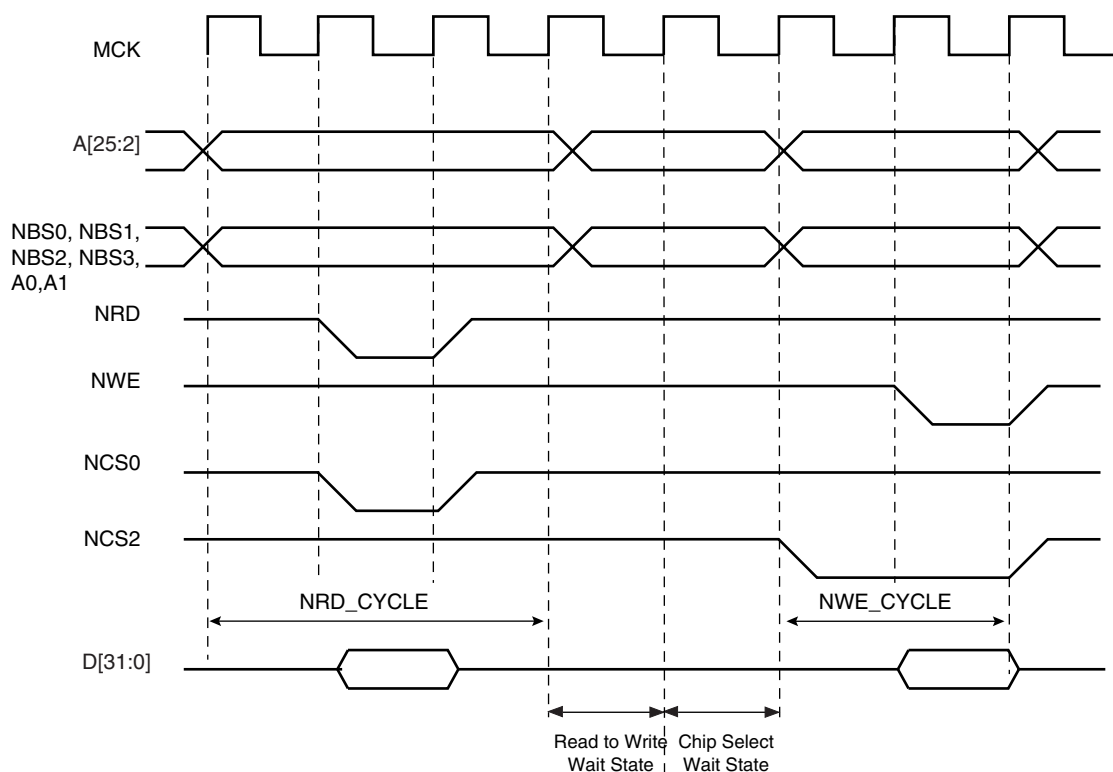 MCK
A[25:2]
NBS0, NBS1,
NBS2, NBS3,
A0,A1
NRD
NWE
NCS0
NCS2
NRD_CYCLE
NWE_CYCLE
D[31:0]
Read to Write
Wait State
Chip Select
Wait State